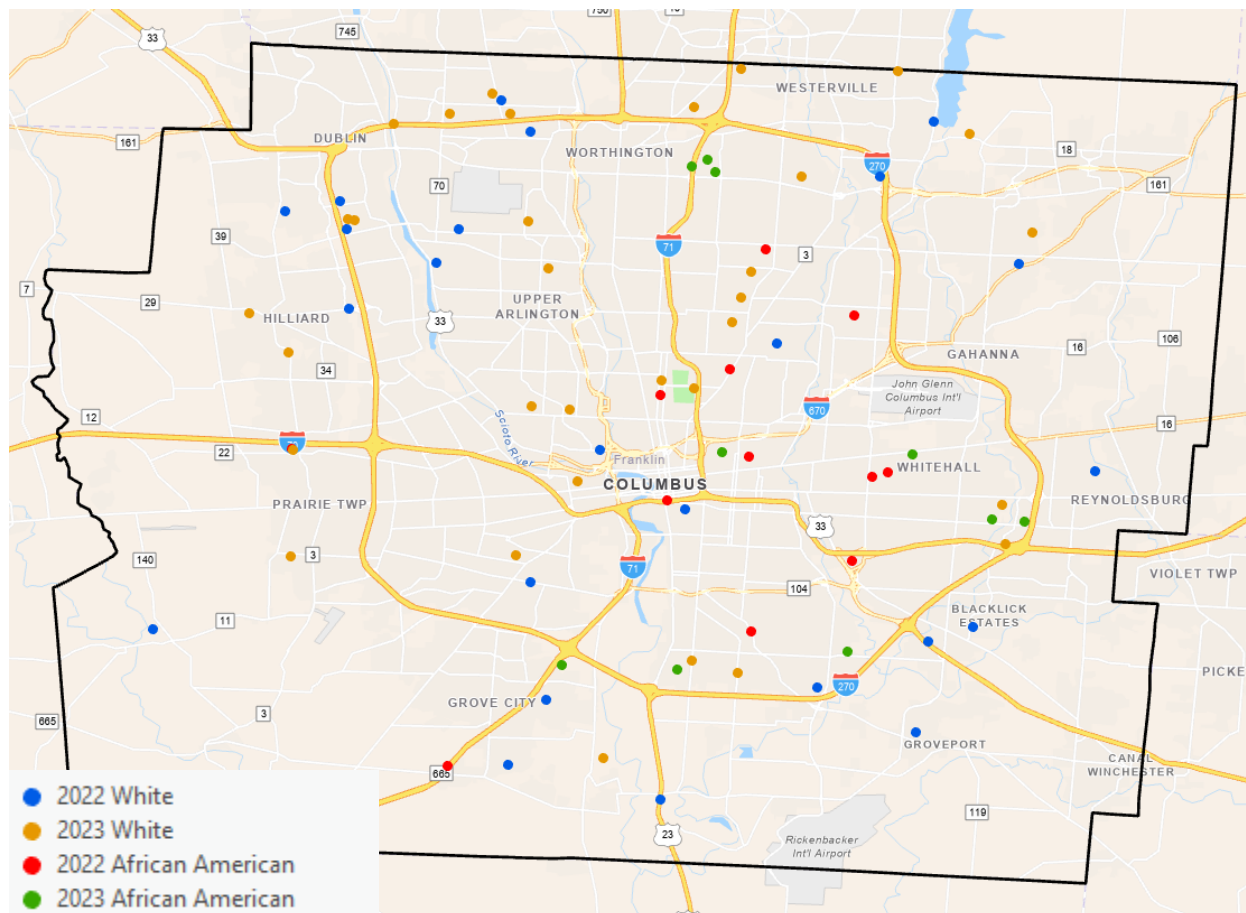 750
745
33
WESTERVILLE
DUBLIN
161
WORTHINGTON
270
18
70
161
39
71
3
7
29
UPPER
ARLINGTON
HILLIARD
33
106
16
GAHANNA
34
John Glenn
Columbus Int'l
Airport
670
12
Scioto River
16
22
Franklin
WHITEHALL
COLUMBUS
REYNOLDSBURG
PRAIRIE TWP
33
3
140
71
VIOLET TWP
104
BLACKLICK
ESTATES
11
PICKE
270
GROVE CITY
3
665
GROVEPORT
CANAL
WINCHESTER
665
119
23
Rickenbacker
Int'l Airport
2022 White
2023 White
2022 African American
2023 African American